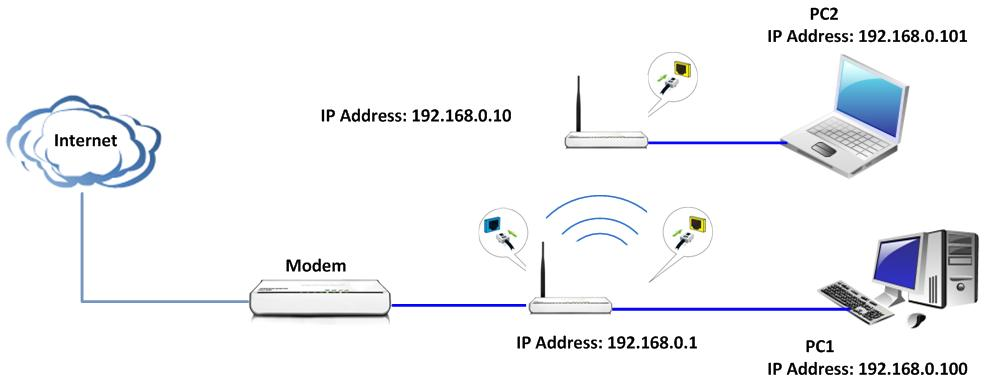 PC2
IP Address: 192.168.0.101
IP Address: 192.168.0.10
Internet
Modem
IP Address: 192.168.0.1
PC1
IP Address: 192.168.0.100